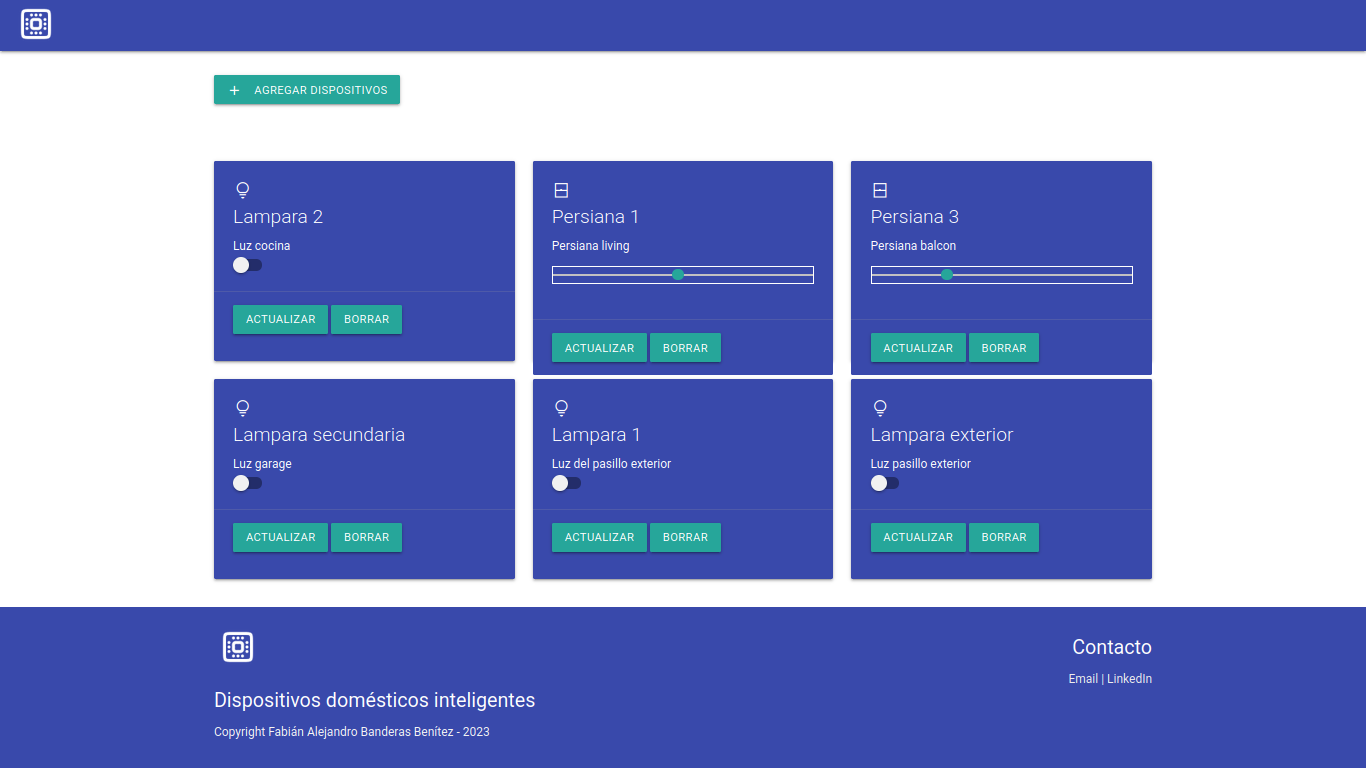 AGREGAR DISPOSITIVOS
Lampara 2
Luz cocina
ACTUALIZAR BORRAR
Persiana 1
Persiana living
ACTUALIZAR BORRAR
Persiana 3
Persiana balcon
ACTUALIZAR BORRAR
Lampara secundaria
Luz garage
ACTUALIZAR BORRAR
Lampara 1
Luz del pasillo exterior
ACTUALIZAR BORRAR
Lampara exterior
Luz pasillo exterior
ACTUALIZAR BORRAR
Dispositivos domésticos inteligentes
Copyright Fabián Alejandro Banderas Benítez - 2023
Contacto
Email | LinkedIn